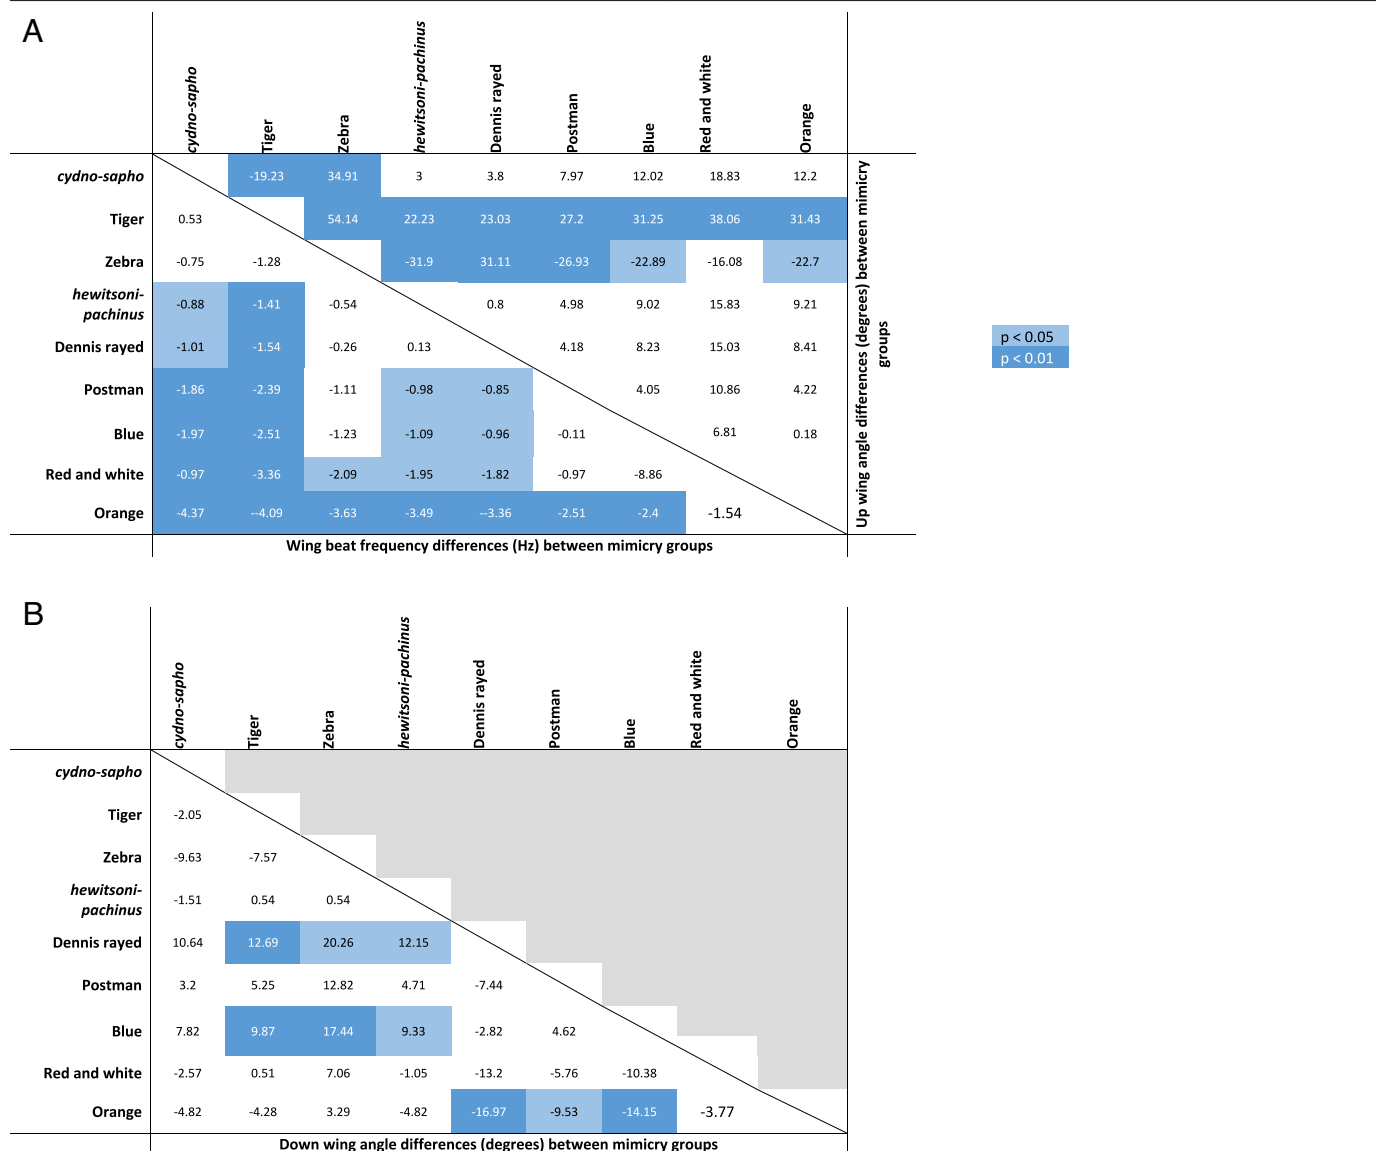 A
cydno-sapho Tiger Zebra hewitsoni-pachinus Dennis rayed Postman Blue Red and white Orange
cydno-sapho -19.23 34.91 3 3.8 7.97 12.02 18.83 12.2
Tiger 0.53 54.14 22.23 23.03 27.2 31.25 38.06 31.43
Zebra -0.75 -1.28 -31.9 31.11 -26.93 -22.89 -16.08 -22.7
hewitsoni-
pachinus -0.88 -1.41 -0.54 0.8 4.98 9.02 15.83 9.21
Dennis rayed -1.01 -1.54 -0.26 0.13 4.18 8.23 15.03 8.41
Postman -1.86 -2.39 -1.11 -0.98 -0.85 4.05 10.86 4.22
Blue -1.97 -2.51 -1.23 -1.09 -0.96 -0.11 6.81 0.18
Red and white -0.97 -3.36 -2.09 -1.95 -1.82 -0.97 -8.86
Orange -4.37 --4.09 -3.63 -3.49 --3.36 -2.51 -2.4 -1.54
Wing beat frequency differences (Hz) between mimicry groups
Up wing angle differences (degrees) between mimicry
groups
p < 0.05
p < 0.01
B
cydno-sapho Tiger Zebra hewitsoni-pachinus Dennis rayed Postman Blue Red and white Orange
cydno-sapho
Tiger -2.05
Zebra -9.63 -7.57
hewitsoni-
pachinus -1.51 0.54 0.54
Dennis rayed 10.64 12.69 20.26 12.15
Postman 3.2 5.25 12.82 4.71 -7.44
Blue 7.82 9.87 17.44 9.33 -2.82 4.62
Red and white -2.57 0.51 7.06 -1.05 -13.2 -5.76 -10.38
Orange -4.82 -4.28 3.29 -4.82 -16.97 -9.53 -14.15 -3.77
Down wing angle differences (degrees) between mimicry groups